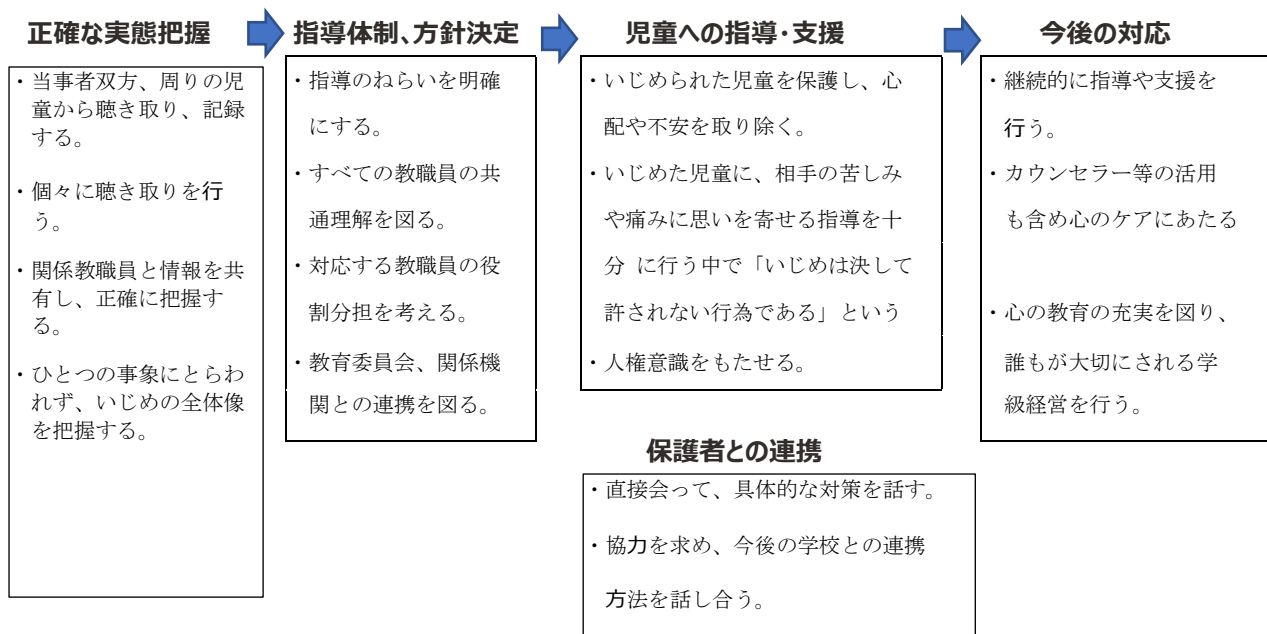 正確な実態把握
・当事者双方、周りの児
童から聴き取り、記録
する。
・個々に聴き取りを行
う。
・関係教職員と情報を共
有し、正確に把握す
る。
・ひとつの事象にとらわ
れず、いじめの全体像
を把握する。
指導体制、方針決定
・指導のねらいを明確
にする。
・すべての教職員の共
通理解を図る。
・対応する教職員の役
割分担を考える。
・教育委員会、関係機
関との連携を図る。
児童への指導・支援
・いじめられた児童を保護し、心
配や不安を取り除く。
・いじめた児童に、相手の苦しみ
や痛みに思いを寄せる指導を十
分 に行う中で「いじめは決して
許されない行為である」という
・人権意識をもたせる。
保護者との連携
・直接会って、具体的な対策を話す。
・協力を求め、今後の学校との連携
方法を話し合う。
今後の対応
・継続的に指導や支援を
行う。
・カウンセラー等の活用
も含め心のケアにあたる
・心の教育の充実を図り、
誰もが大切にされる学
級経営を行う。